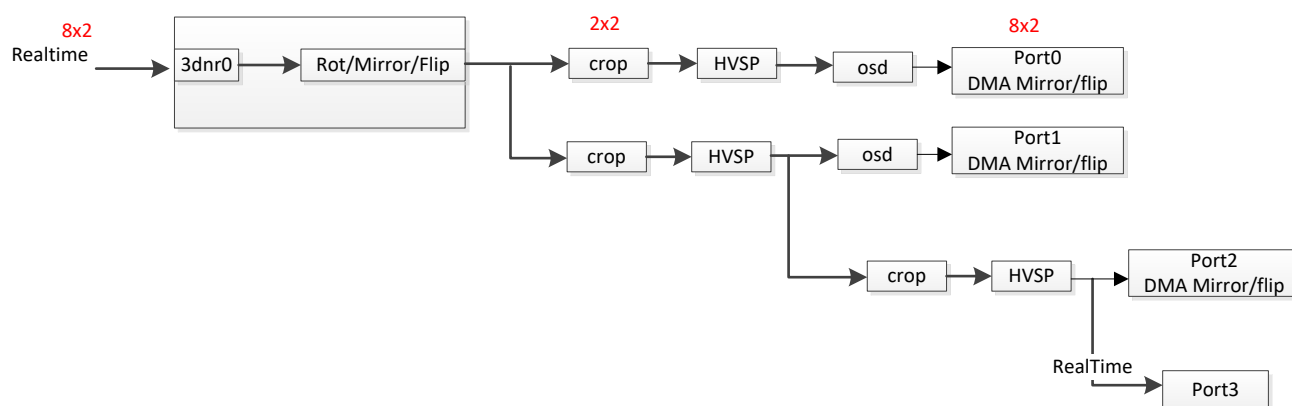 8x2
2x2
8x2
Realtime
3dnr0
Rot/Mirror/Flip
crop
HVSP
osd
Port0
DMA Mirror/flip
crop
HVSP
osd
Port1
DMA Mirror/flip
crop
HVSP
Port2
DMA Mirror/flip
RealTime
Port3